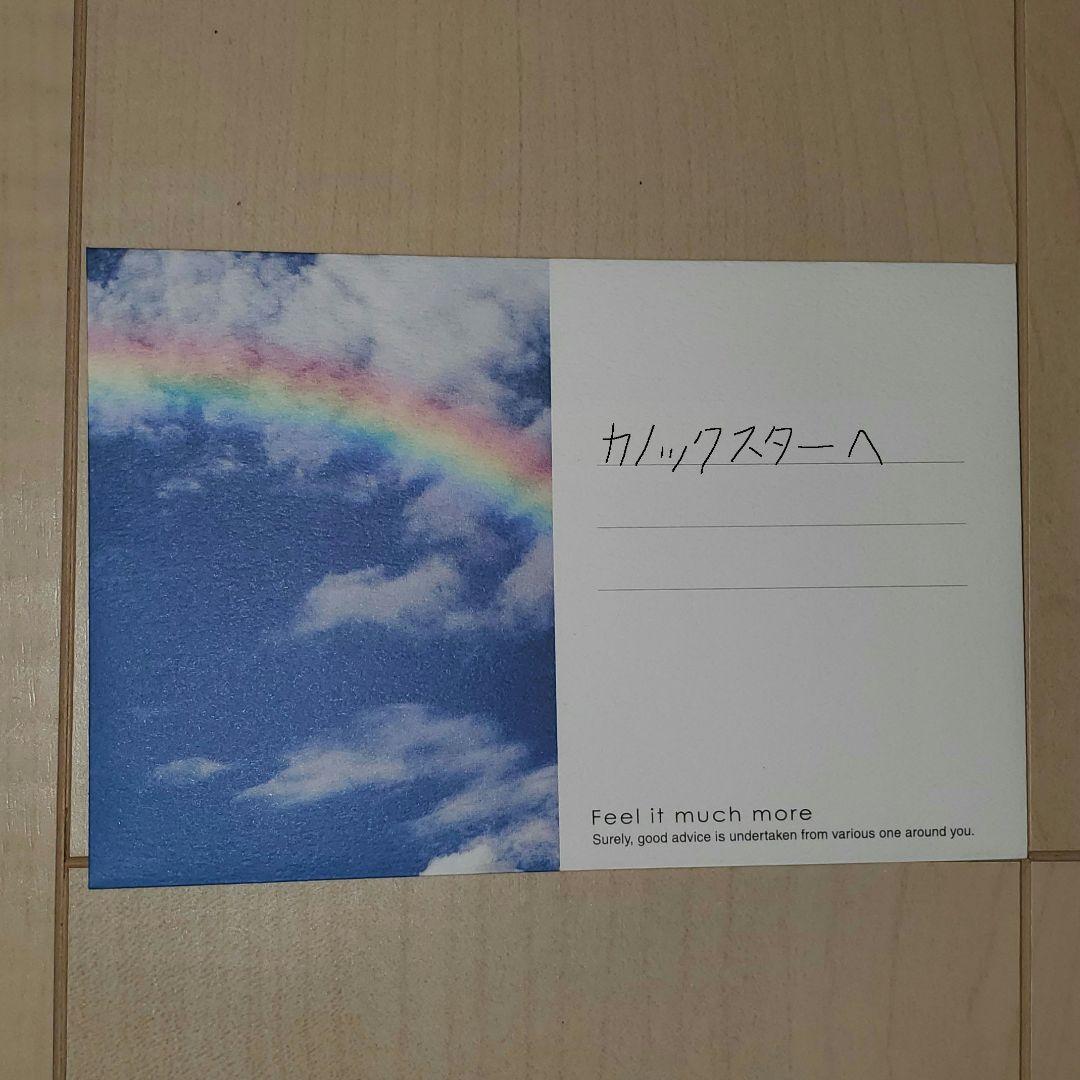 カノックスターへ
Feel it much more
Surely, good advice is undertaken from various one around you.